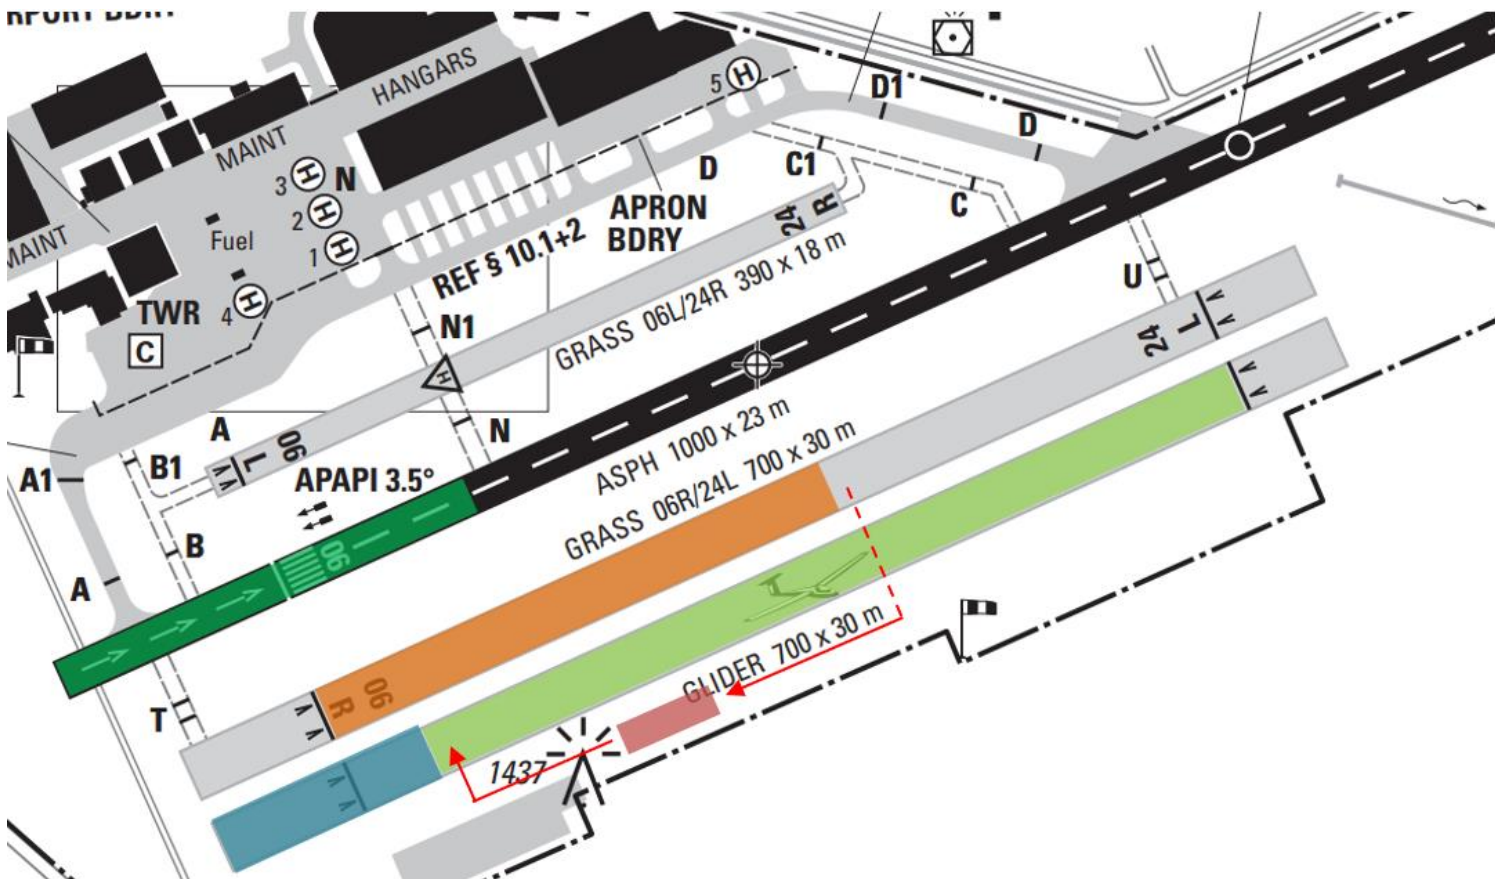 HANGARS
MAINT
MAINT
Fuel
TWR
C
3 H N
2 H
1 H
4 H
5 H
D1
D
D
C1
C
APRON
BDRY
REF § 10.1+2
24
R
GRASS 06L/24R 390 x 18 m
N1
H
N
U
24
L
A
06
L
B1
A1
B
A
T
APAPI 3.5°
06
ASPH 1000 x 23 m
GRASS 06R/24L 700 x 30 m
06
R
GLIDER 700 x 30 m
1437